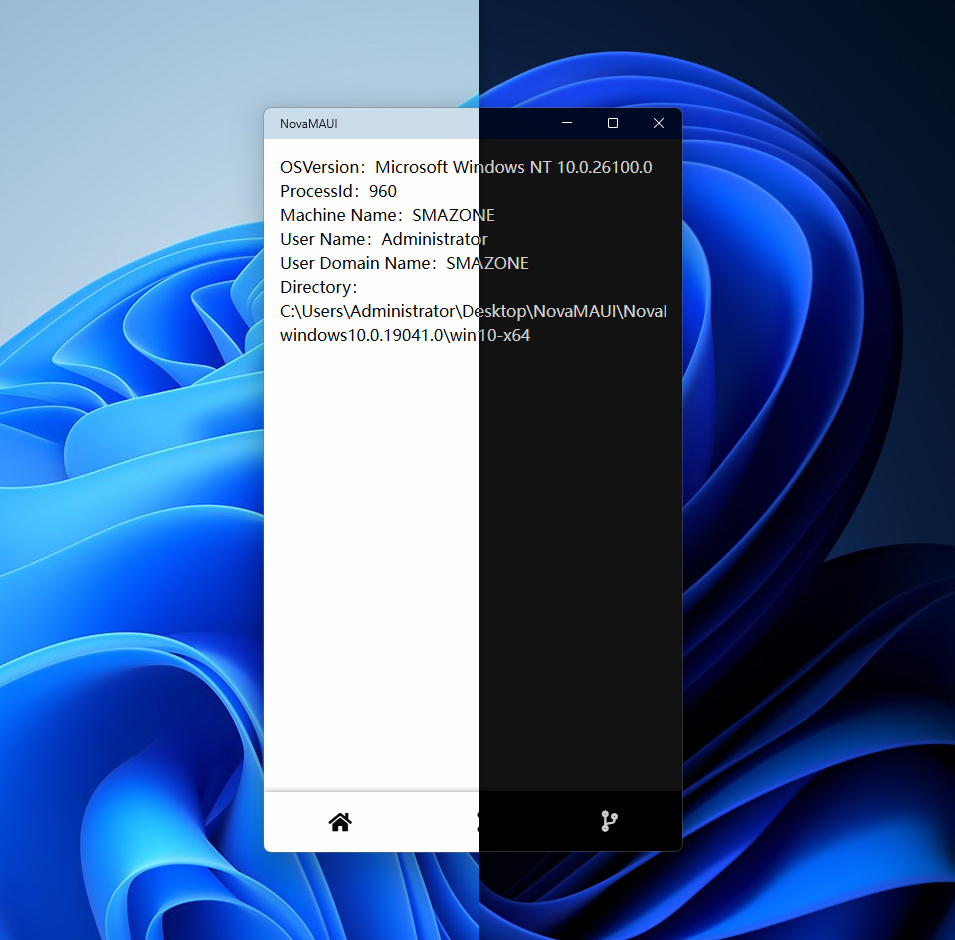 NovaMAUI
OSVersion：Microsoft Windows NT 10.0.26100.0
ProcessId：960
Machine Name：SMAZONE
User Name：Administrator
User Domain Name：SMAZONE
Directory：
C:\Users\Administrator\Desktop\NovaMAUI\Nova
windows10.0.19041.0\win10-x64